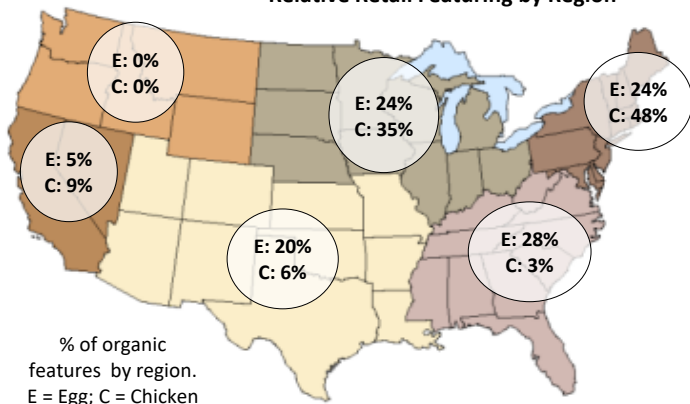 Relative Retail Featuring by Region
E: 0%
C: 0%
E: 24%
C: 35%
E: 24%
C: 48%
E: 5%
C: 9%
E: 20%
C: 6%
E: 28%
C: 3%
% of organic
features by region.
E = Egg; C = Chicken